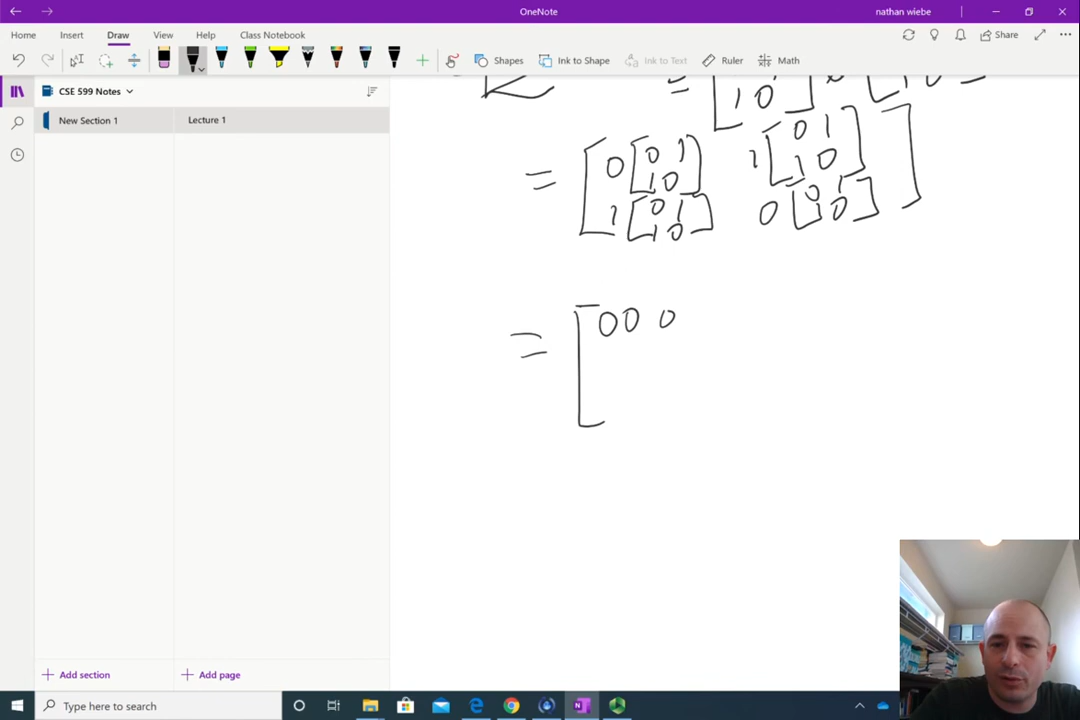 OneNote
nathan wiebe
Home Insert Draw View Help Class Notebook
Share
Shapes Ink to Shape Ink to Text Ruler Math
CSE 599 Notes
New Section 1
Lecture 1
=
1 0
1 0
= [ 0 [ 0 1 1 [ 0 1
1 0 ] 1 0 ]
1 [ 0 1 0 [ 0 1
1 0 ] 1 0 ] ]
= [ 0 0 0
+ Add section
+ Add page
Type here to search